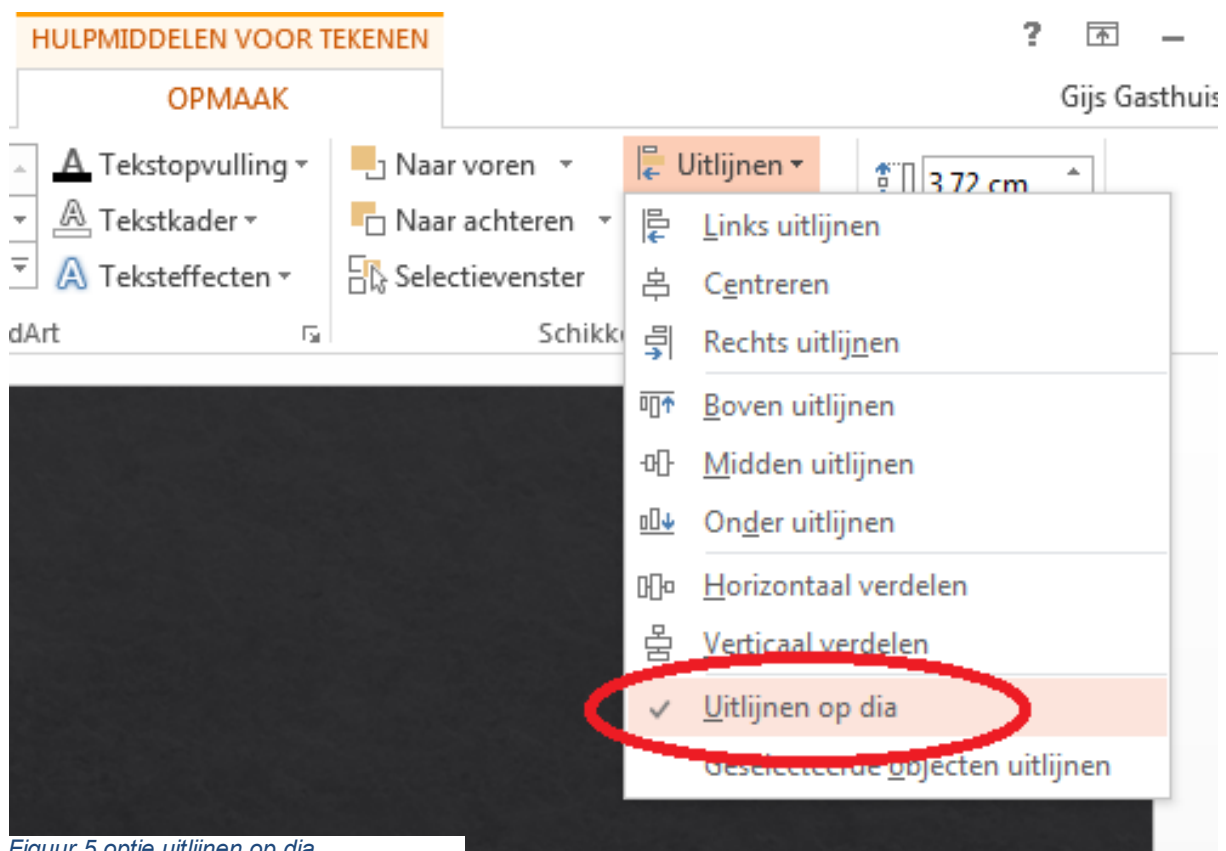 HULPMIDDELEN VOOR TEKENEN
?
OPMAAK
Gijs Gasthuis
Tekstopvulling
Naar voren
Uitlijnen
3,72 cm
Tekstkader
Naar achteren
Teksteffecten
Selectievenster
dArt
Schikk
Links uitlijnen
Centreren
Rechts uitlijnen
Boven uitlijnen
Midden uitlijnen
Onder uitlijnen
Horizontaal verdelen
Verticaal verdelen
Uitlijnen op dia
Geselecteerde objecten uitlijnen
Figuur 5 optie uitlijnen op dia